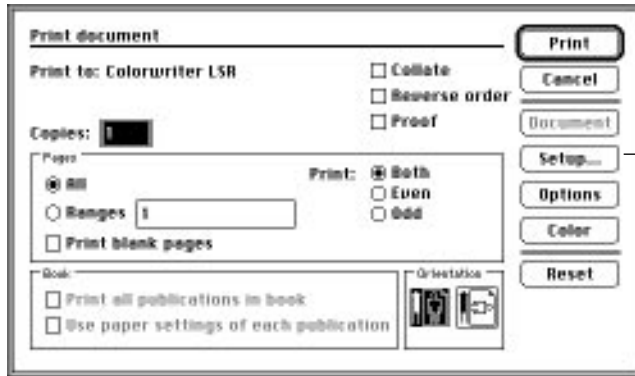 Print document
Print
Print to: Colorwriter LSR
Collate
Cancel
Reverse order
Proof
Document
Copies: 1
Pages
Setup...
All
Print:
Both
Ranges 1
Even
Options
Odd
Print blank pages
Color
Book
Orientation
Reset
Print all publications in book
Use paper settings of each publication